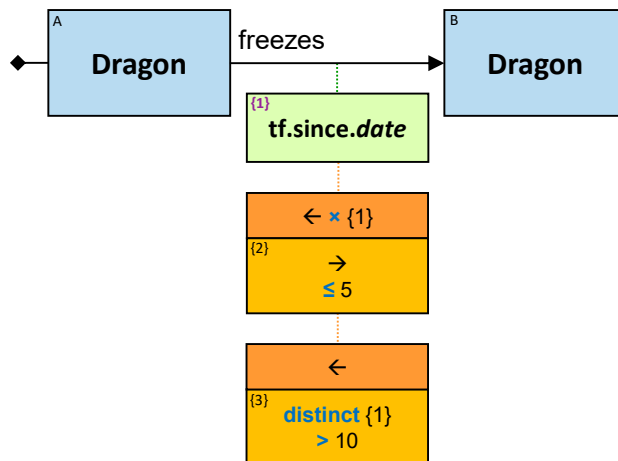 A
Dragon
freezes
B
Dragon
{1}
tf.since.date
← × {1}
{2}
→
≤ 5
←
{3}
distinct {1}
> 10